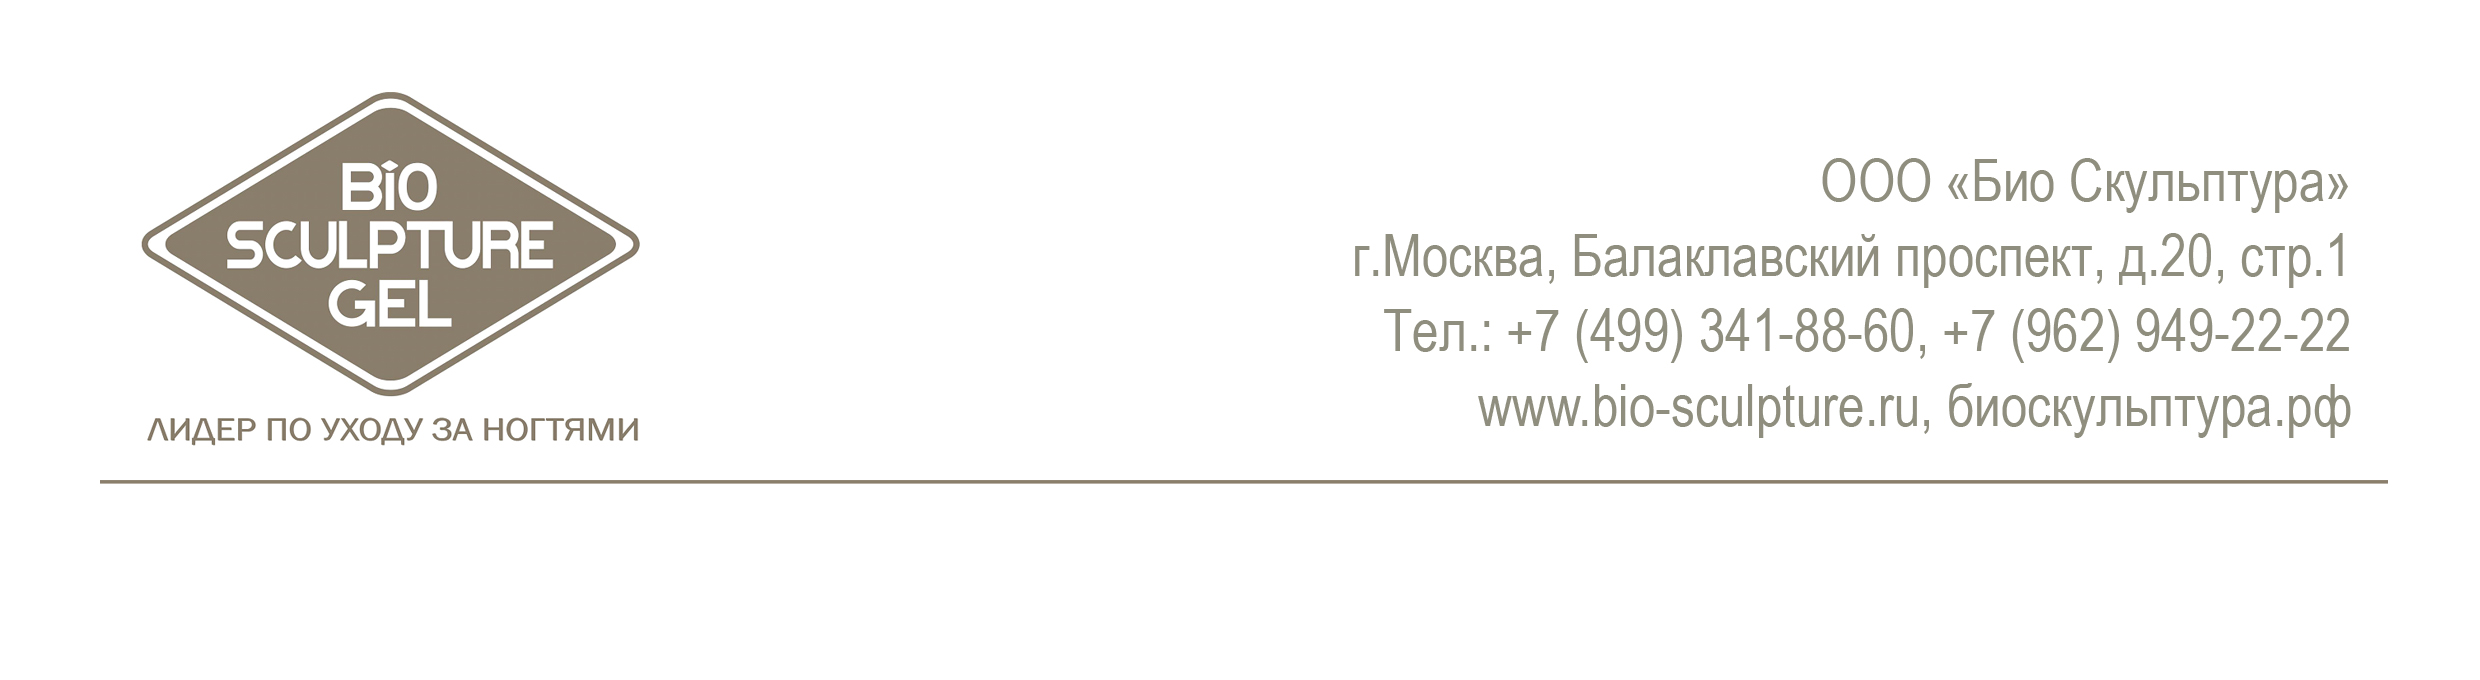 BiO
SCULPTURE
GEL
ЛИДЕР ПО УХОДУ ЗА НОГТЯМИ
ООО «Био Скульптура»
г.Москва, Балаклавский проспект, д.20, стр.1
Тел.: +7 (499) 341-88-60, +7 (962) 949-22-22
www.bio-sculpture.ru, биоскульптура.рф